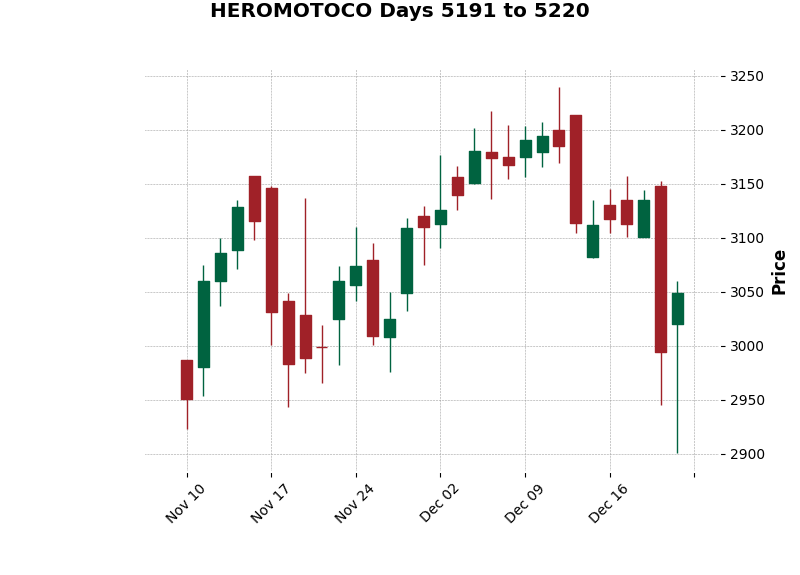 HEROMOTOCO Days 5191 to 5220
3250
3200
3150
3100
3050
3000
2950
2900
Price
Nov 10
Nov 17
Nov 24
Dec 02
Dec 09
Dec 16